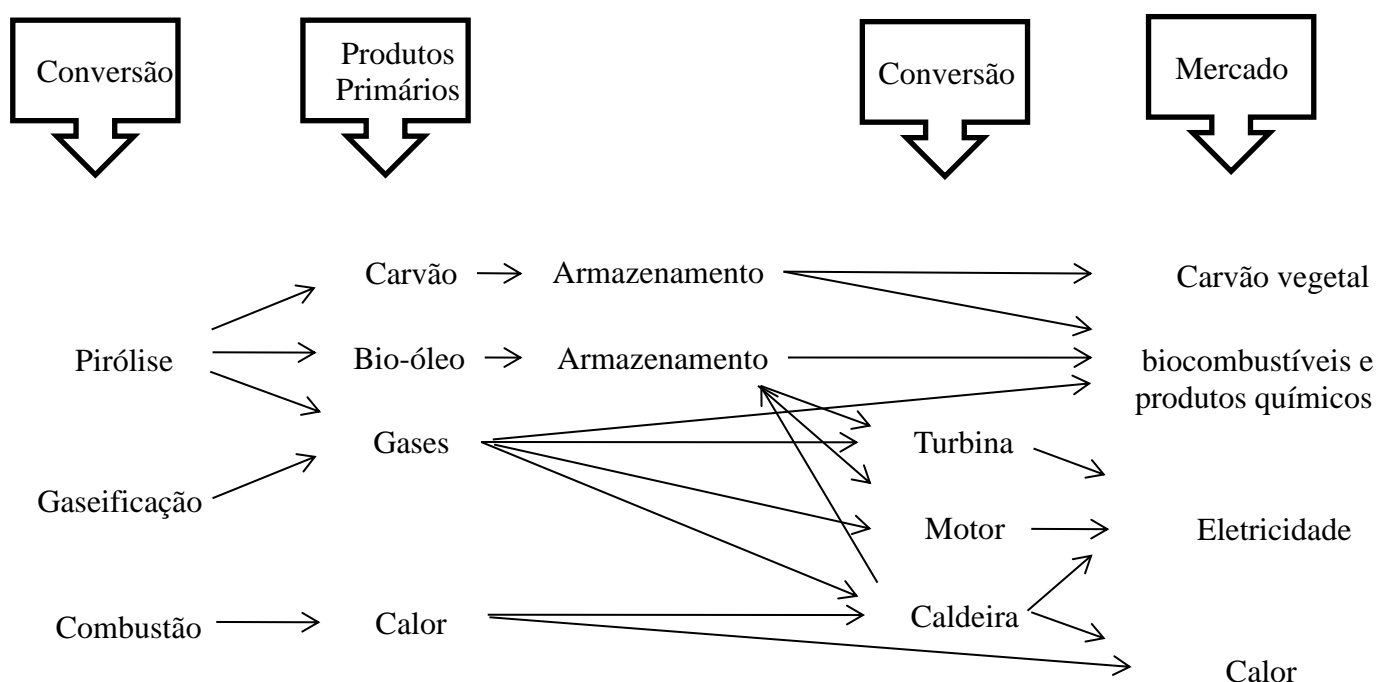 Conversão
Produtos
Primários
Conversão
Mercado
Carvão
Armazenamento
Carvão vegetal
Pirólise
Bio-óleo
Armazenamento
biocombustíveis e
produtos químicos
Gases
Turbina
Gaseificação
Motor
Eletricidade
Combustão
Calor
Caldeira
Calor